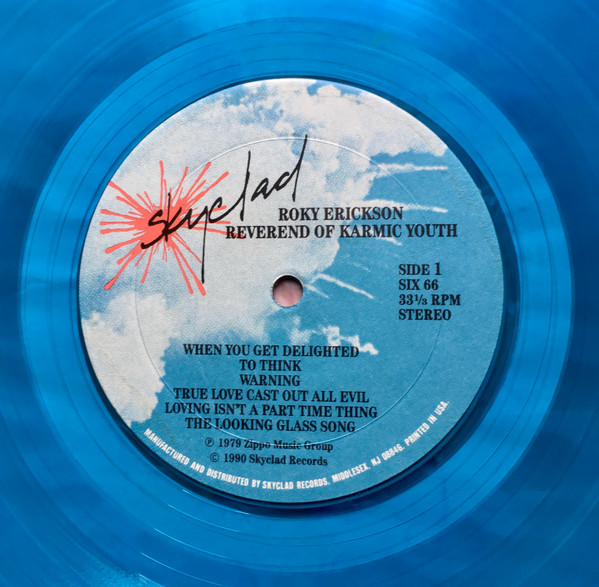 skyclad
ROKY ERICKSON
REVEREND OF KARMIC YOUTH
SIDE 1
SIX 66
33⅓ RPM
STEREO
WHEN YOU GET DELIGHTED
TO THINK
WARNING
TRUE LOVE CAST OUT ALL EVIL
LOVING ISN'T A PART TIME THING
THE LOOKING GLASS SONG
℗ 1979 Zippo Music Group
© 1990 Skyclad Records
MANUFACTURED AND DISTRIBUTED BY SKYCLAD RECORDS, MIDDLESEX, NJ 08846. PRINTED IN USA.